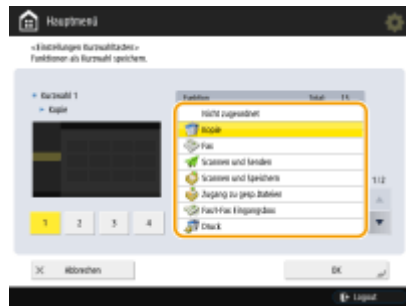 Hauptmenü
<Einstellungen Kurzwahltasten>
Funktionen als Kurzwahl speichern.
Kurzwahl 1
Kopie
Funktion Total: 15
Nicht zugeordnet
Kopie
Fax
Scannen und Senden
Scannen und Speichern
Zugang zu gesp. Dateien
Fax/I-Fax Eingangsbox
Druck
1/2
1 2 3 4
Abbrechen
OK
Logout